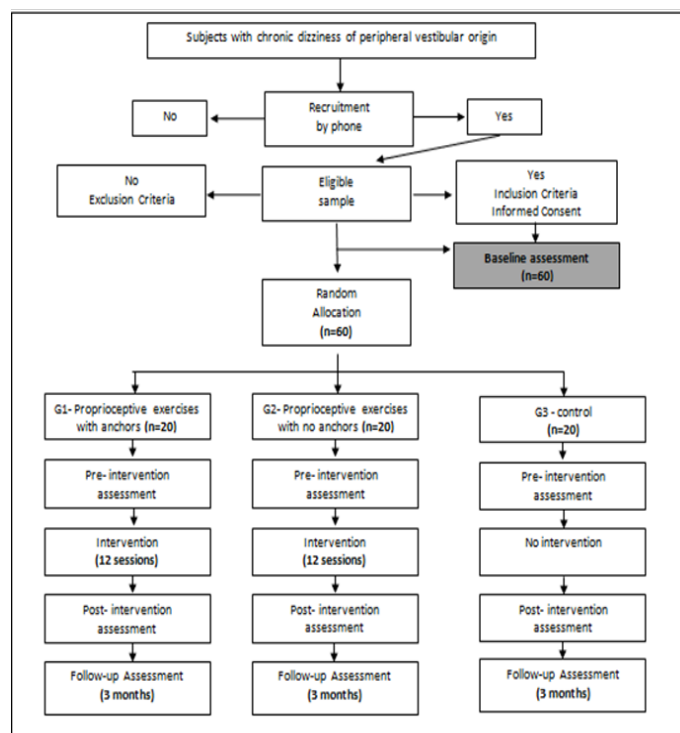 Subjects with chronic dizziness of peripheral vestibular origin
No
Recruitment
by phone
Yes
No
Exclusion Criteria
Eligible
sample
Yes
Inclusion Criteria
Informed Consent
Baseline assessment
(n=60)
Random
Allocation
(n=60)
G1- Proprioceptive exercises
with anchors (n=20)
G2- Proprioceptive exercises
with no anchors (n=20)
G3 - control
(n=20)
Pre- intervention
assessment
Pre- intervention
assessment
Pre- intervention
assessment
Intervention
(12 sessions)
Intervention
(12 sessions)
No intervention
Post- intervention
assessment
Post- intervention
assessment
Post- intervention
assessment
Follow-up Assessment
(3 months)
Follow-up Assessment
(3 months)
Follow-up Assessment
(3 months)